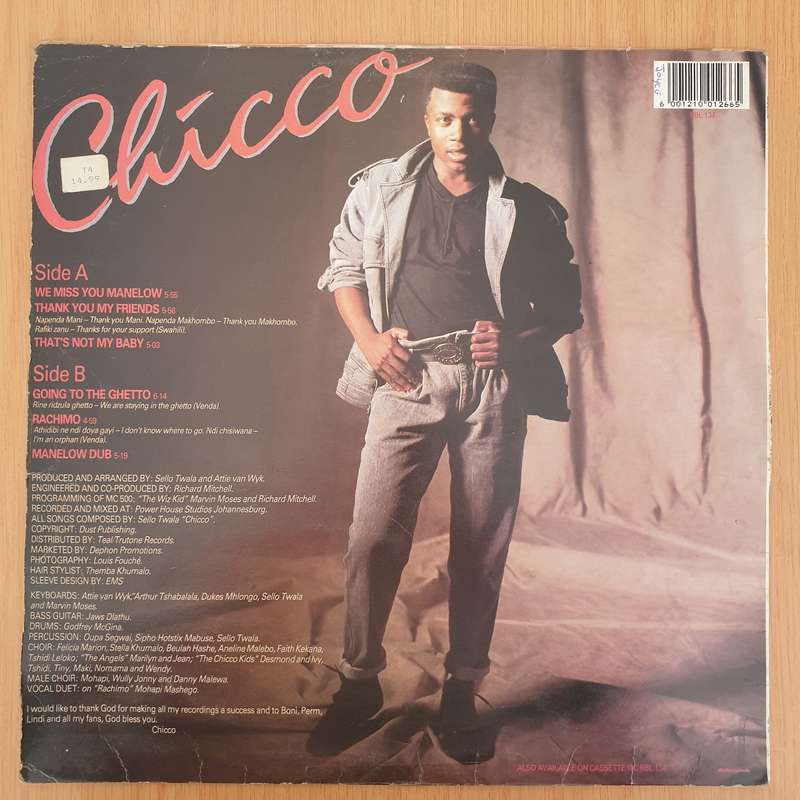 Chicco
T4
14.99
6 001210 012665
RBL 134
Side A
WE MISS YOU MANELOW 5-55
THANK YOU MY FRIENDS 5-56
Napenda Mani – Thank you Mani. Napenda Makhombo – Thank you Makhombo.
Rafiki zanu – Thanks for your support (Swahili).
THAT'S NOT MY BABY 5-03
Side B
GOING TO THE GHETTO 6-14
Rine ridzula ghetto – We are staying in the ghetto (Venda)
RACHIMO 4-59
Athidibi ne ndi doya gayi – I don't know where to go. Ndi chisiwana –
I'm an orphan (Venda).
MANELOW DUB 5-19
PRODUCED AND ARRANGED BY: Sello Twala and Attie van Wyk.
ENGINEERED AND CO-PRODUCED BY: Richard Mitchell.
PROGRAMMING OF MC 500: "The Wiz Kid" Marvin Moses and Richard Mitchell.
RECORDED AND MIXED AT: Power House Studios Johannesburg.
ALL SONGS COMPOSED BY: Sello Twala "Chicco".
COPYRIGHT: Dust Publishing.
DISTRIBUTED BY: Teal/Trutone Records.
MARKETED BY: Dephon Promotions.
PHOTOGRAPHY: Louis Fouché.
HAIR STYLIST: Themba Khumalo.
SLEEVE DESIGN BY: EMS
KEYBOARDS: Attie van Wyk, Arthur Tshabalala, Dukes Mhlongo, Sello Twala
and Marvin Moses.
BASS GUITAR: Jaws Dlathu.
DRUMS: Godfrey McGina.
PERCUSSION: Oupa Segwai, Sipho Hotstix Mabuse, Sello Twala.
CHOIR: Felicia Marion, Stella Khumalo, Beulah Hashe, Aneline Malebo, Faith Kekana,
Tshidi Leloko; "The Angels" Marilyn and Jean; "The Chicco Kids" Desmond and Ivy,
Tshidi, Tiny, Maki, Nomama and Wendy.
MALE CHOIR: Mohapi, Wully Jonny and Danny Malewa.
VOCAL DUET: on "Rachimo" Mohapi Mashego.
I would like to thank God for making all my recordings a success and to Boni, Perm,
Lindi and all my fans, God bless you.
Chicco
ALSO AVAILABLE ON CASSETTE RBL 134